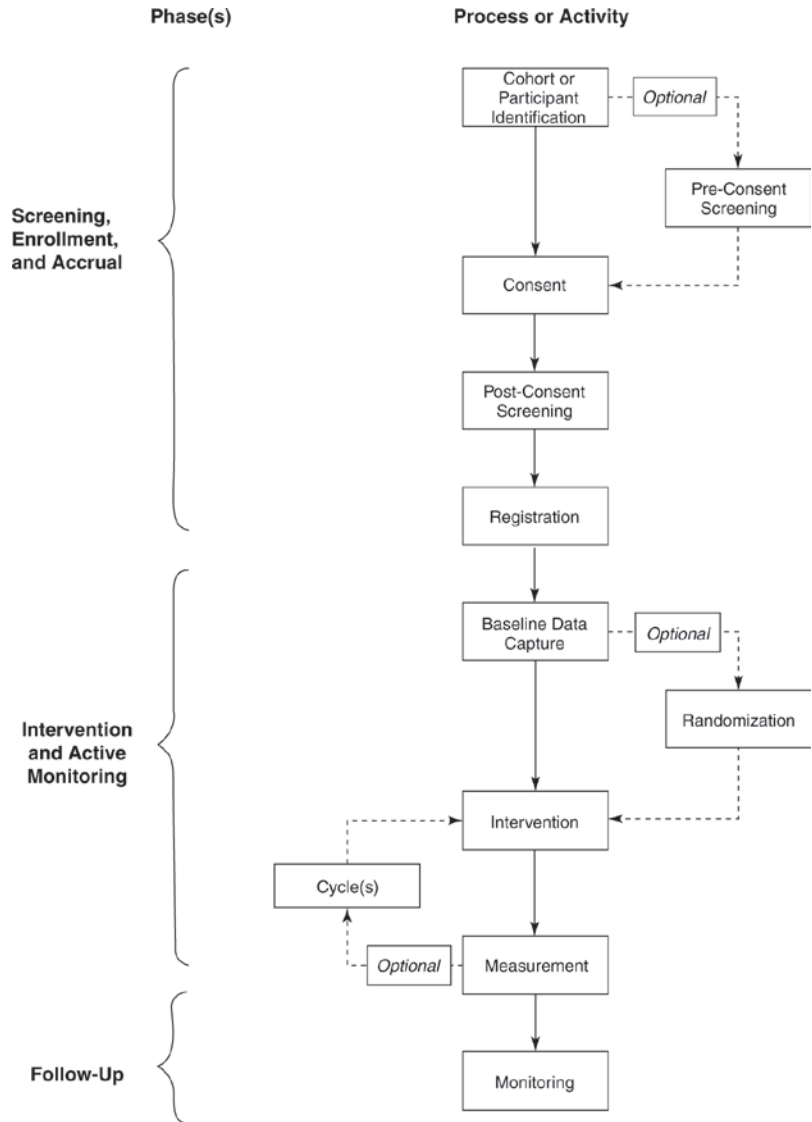 Phase(s)
Process or Activity
Cohort or
Participant
Identification
Optional
Pre-Consent
Screening
Screening,
Enrollment,
and Accrual
Consent
Post-Consent
Screening
Registration
Baseline Data
Capture
Optional
Randomization
Intervention
and Active
Monitoring
Intervention
Cycle(s)
Optional
Measurement
Follow-Up
Monitoring